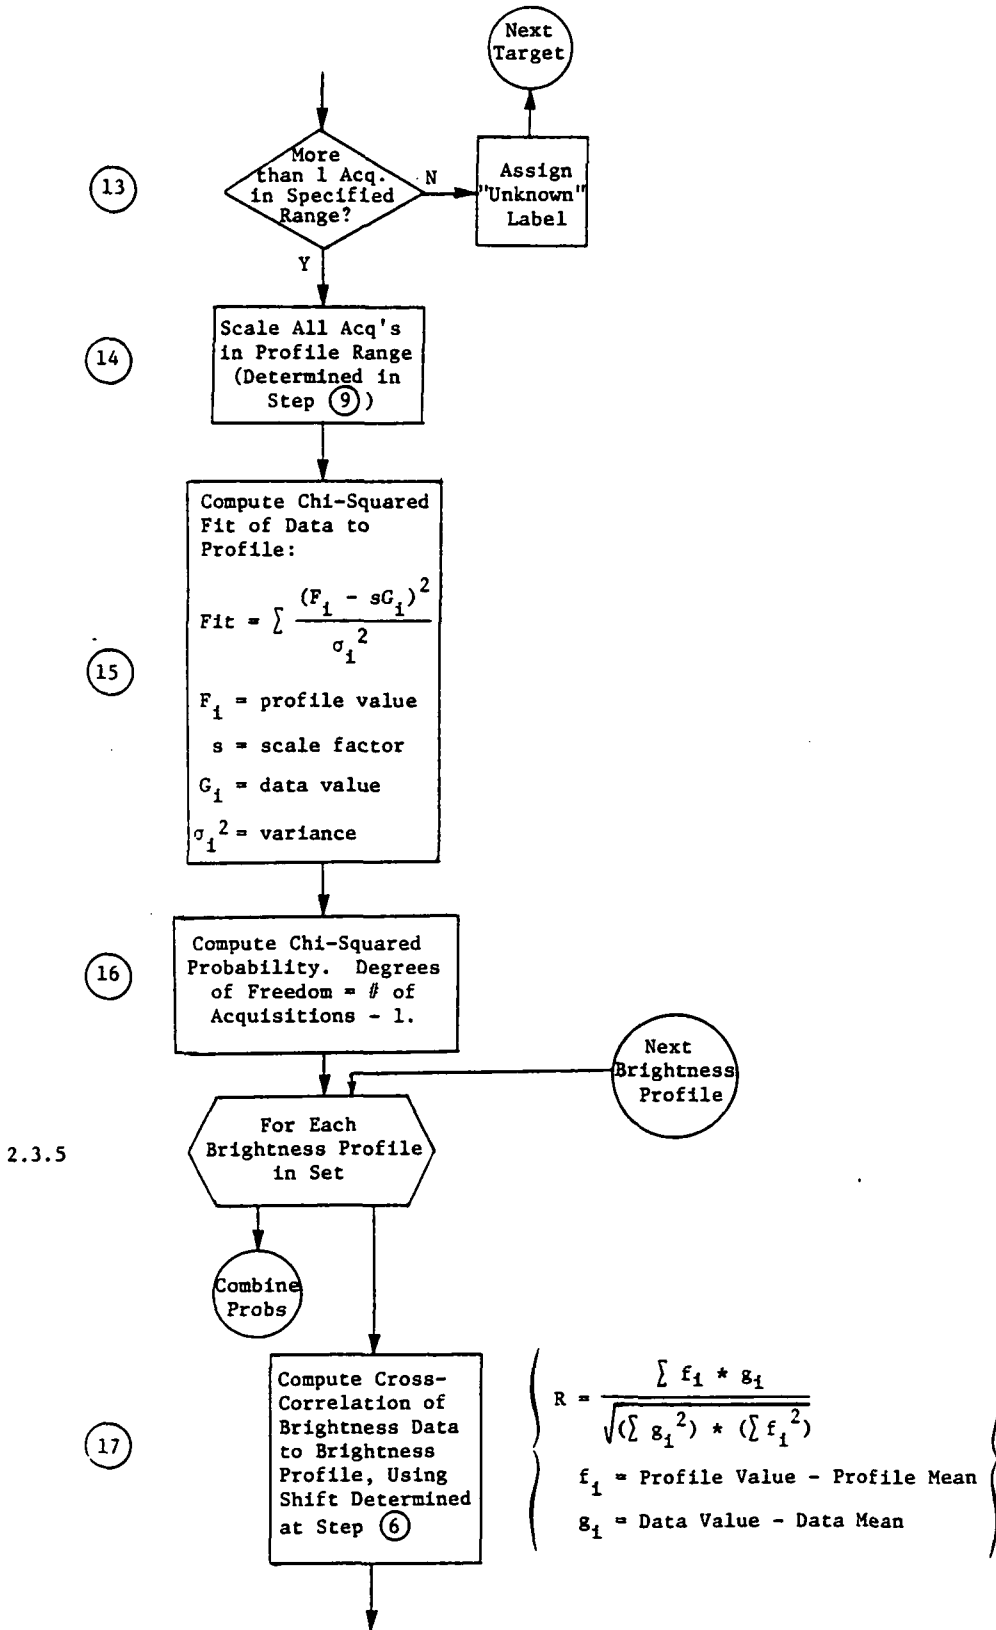 Next
Target
13
More
than 1 Acq.
in Specified
Range?
N
Assign
"Unknown"
Label
Y
14
Scale All Acq's
in Profile Range
(Determined in
Step 9 )
15
Compute Chi-Squared
Fit of Data to
Profile:
Fit = ∑ (F_i - sG_i)^2 / σ_i^2
F_i = profile value
s = scale factor
G_i = data value
σ_i^2 = variance
16
Compute Chi-Squared
Probability. Degrees
of Freedom = # of
Acquisitions - 1.
Next
Brightness
Profile
2.3.5
For Each
Brightness Profile
in Set
Combine
Probs
17
Compute Cross-
Correlation of
Brightness Data
to Brightness
Profile, Using
Shift Determined
at Step 6
R = ∑ f_i * g_i / √(∑ g_i^2) * (∑ f_i^2)
f_i = Profile Value - Profile Mean
g_i = Data Value - Data Mean